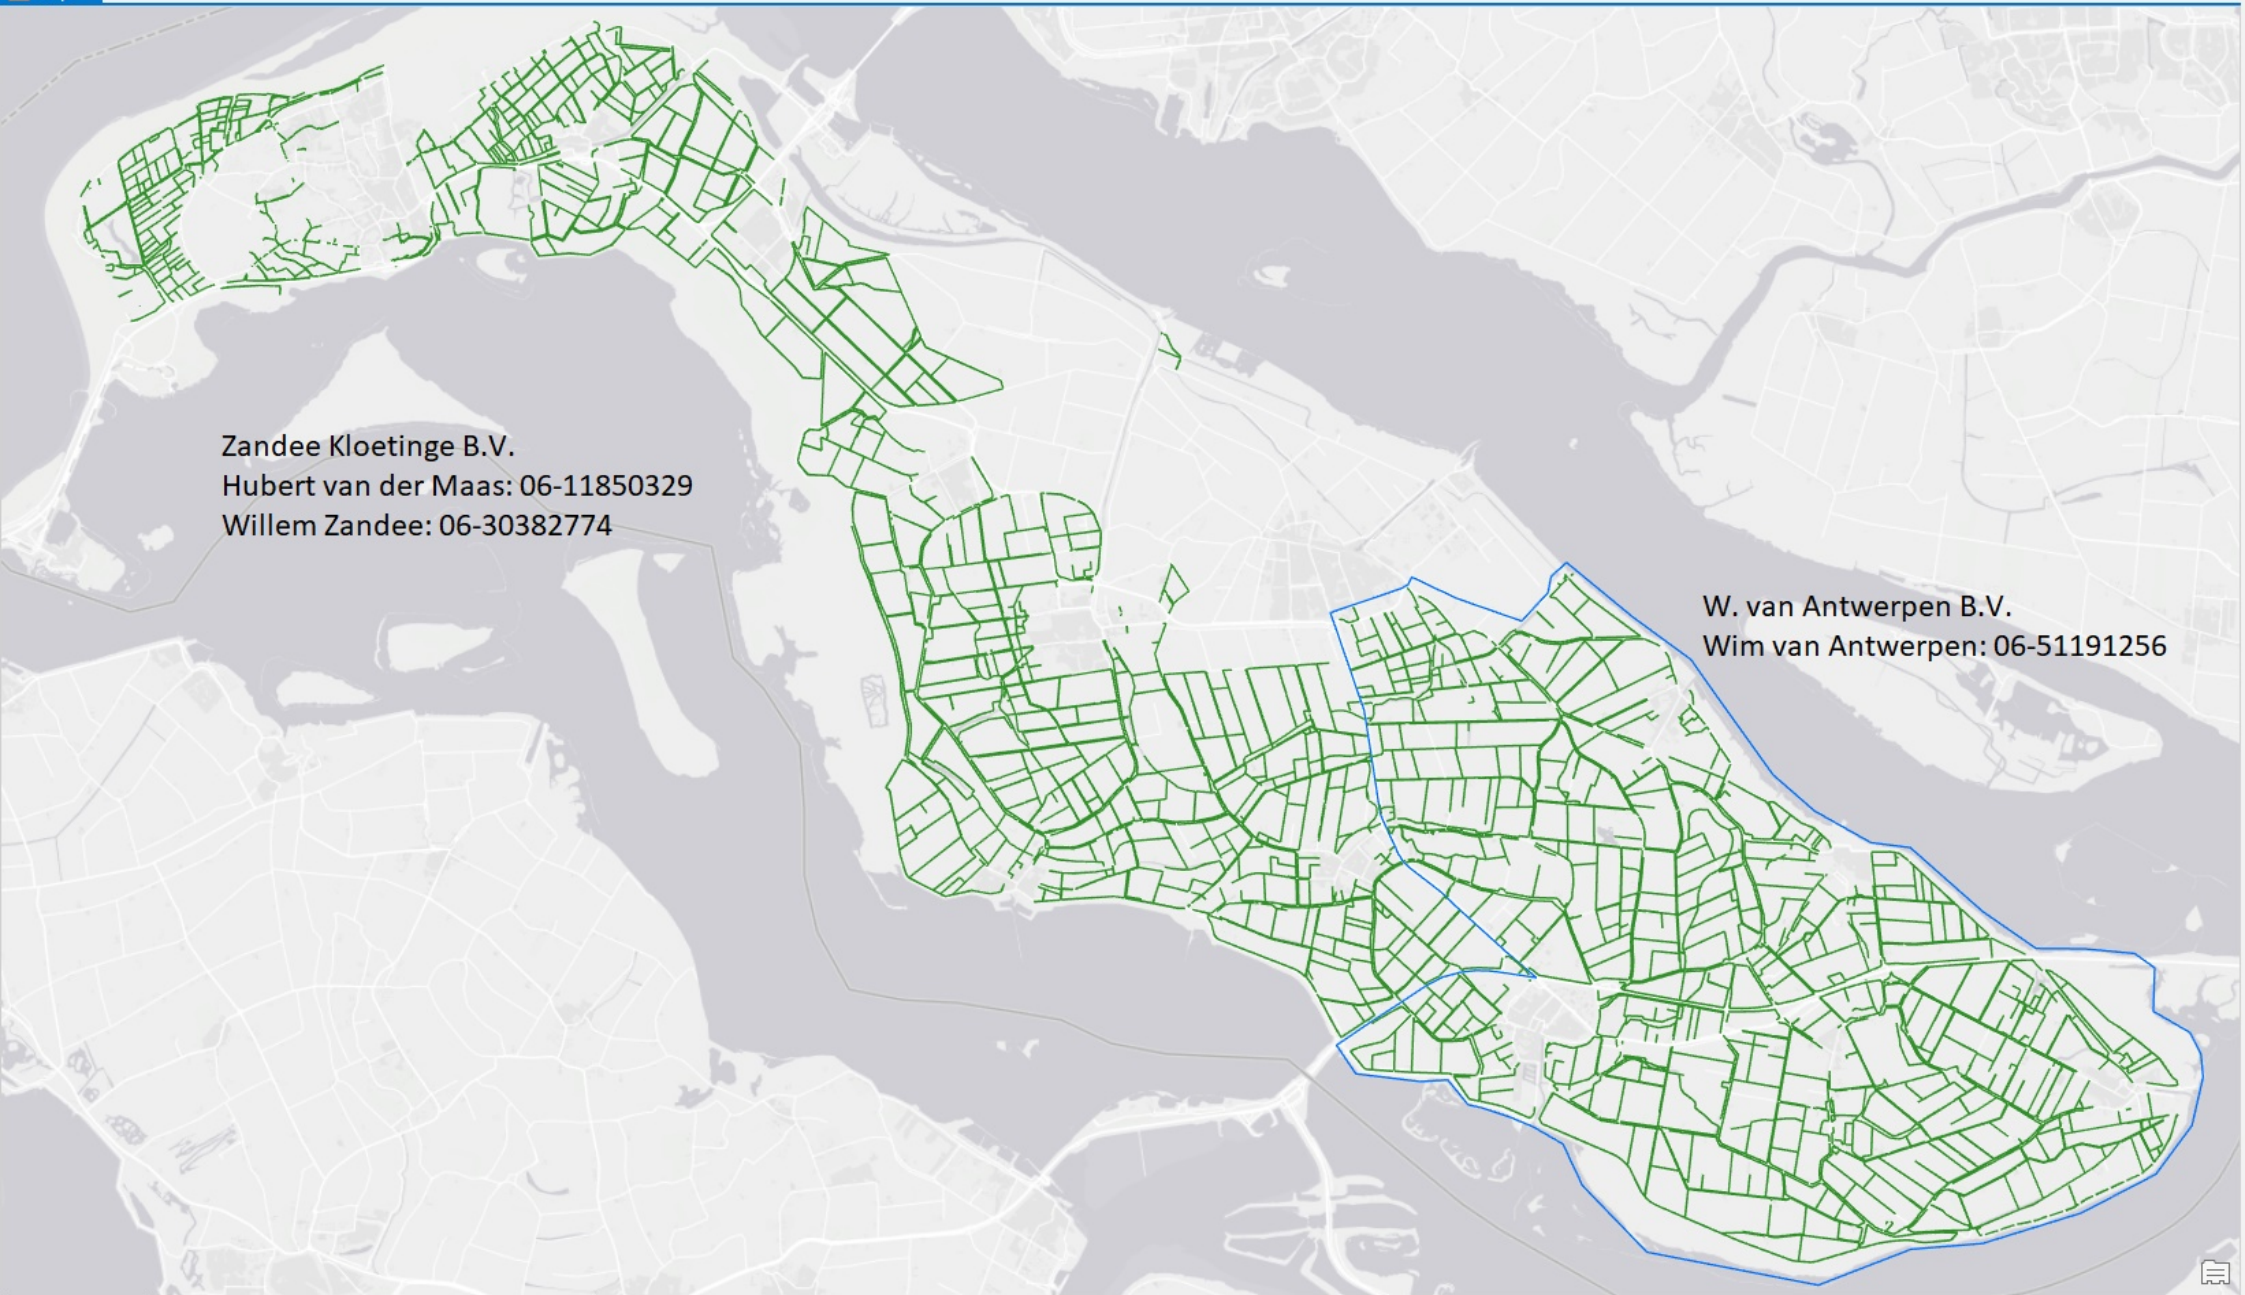 Zandee Kloetinge B.V.
Hubert van der Maas: 06-11850329
Willem Zandee: 06-30382774
W. van Antwerpen B.V.
Wim van Antwerpen: 06-51191256